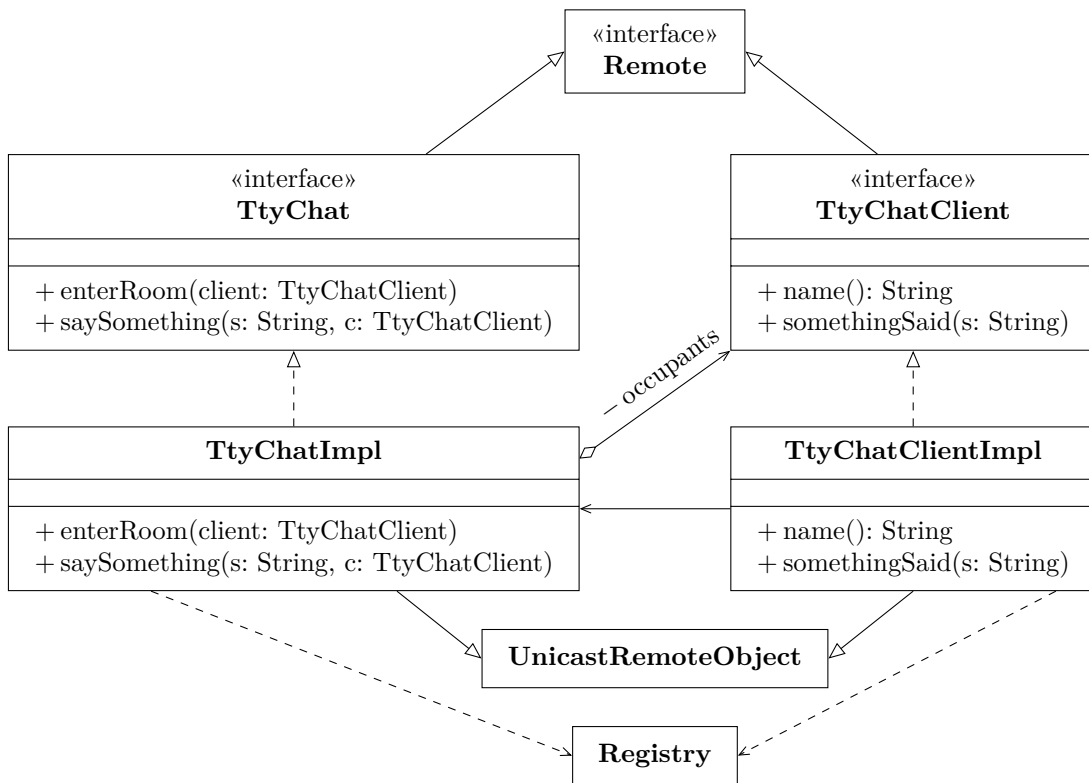 «interface»
Remote
«interface»
TtyChat
+ enterRoom(client: TtyChatClient)
+ saySomething(s: String, c: TtyChatClient)
«interface»
TtyChatClient
+ name(): String
+ somethingSaid(s: String)
− occupants
TtyChatImpl
+ enterRoom(client: TtyChatClient)
+ saySomething(s: String, c: TtyChatClient)
TtyChatClientImpl
+ name(): String
+ somethingSaid(s: String)
UnicastRemoteObject
Registry